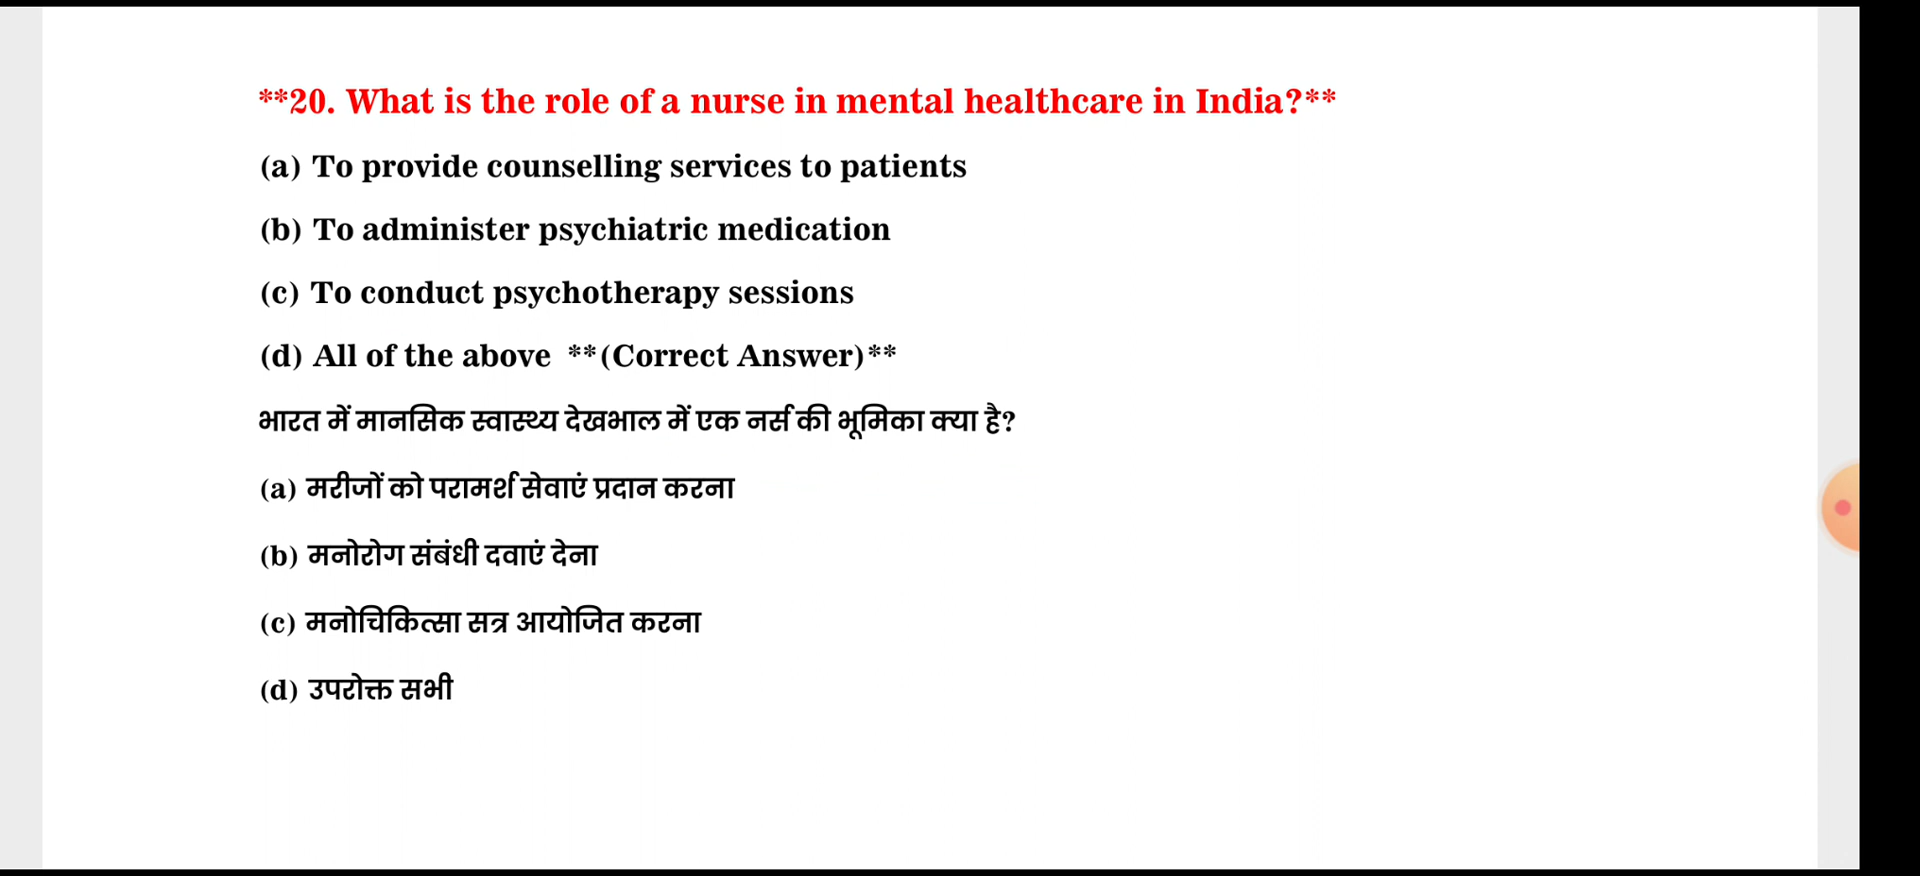 **20. What is the role of a nurse in mental healthcare in India?**
(a) To provide counselling services to patients
(b) To administer psychiatric medication
(c) To conduct psychotherapy sessions
(d) All of the above **(Correct Answer)**
भारत में मानसिक स्वास्थ्य देखभाल में एक नर्स की भूमिका क्या है?
(a) मरीजों को परामर्श सेवाएं प्रदान करना
(b) मनोरोग संबंधी दवाएं देना
(c) मनोचिकित्सा सत्र आयोजित करना
(d) उपरोक्त सभी